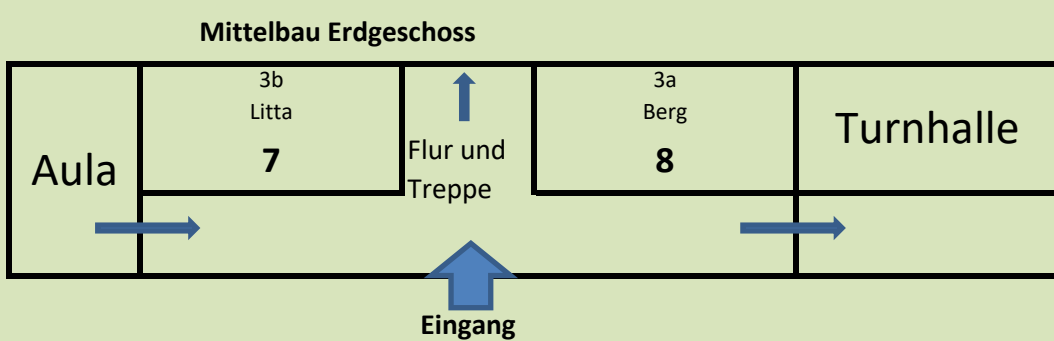 Mittelbau Erdgeschoss
Aula
3b
Litta
7
Flur und
Treppe
3a
Berg
8
Turnhalle
Eingang